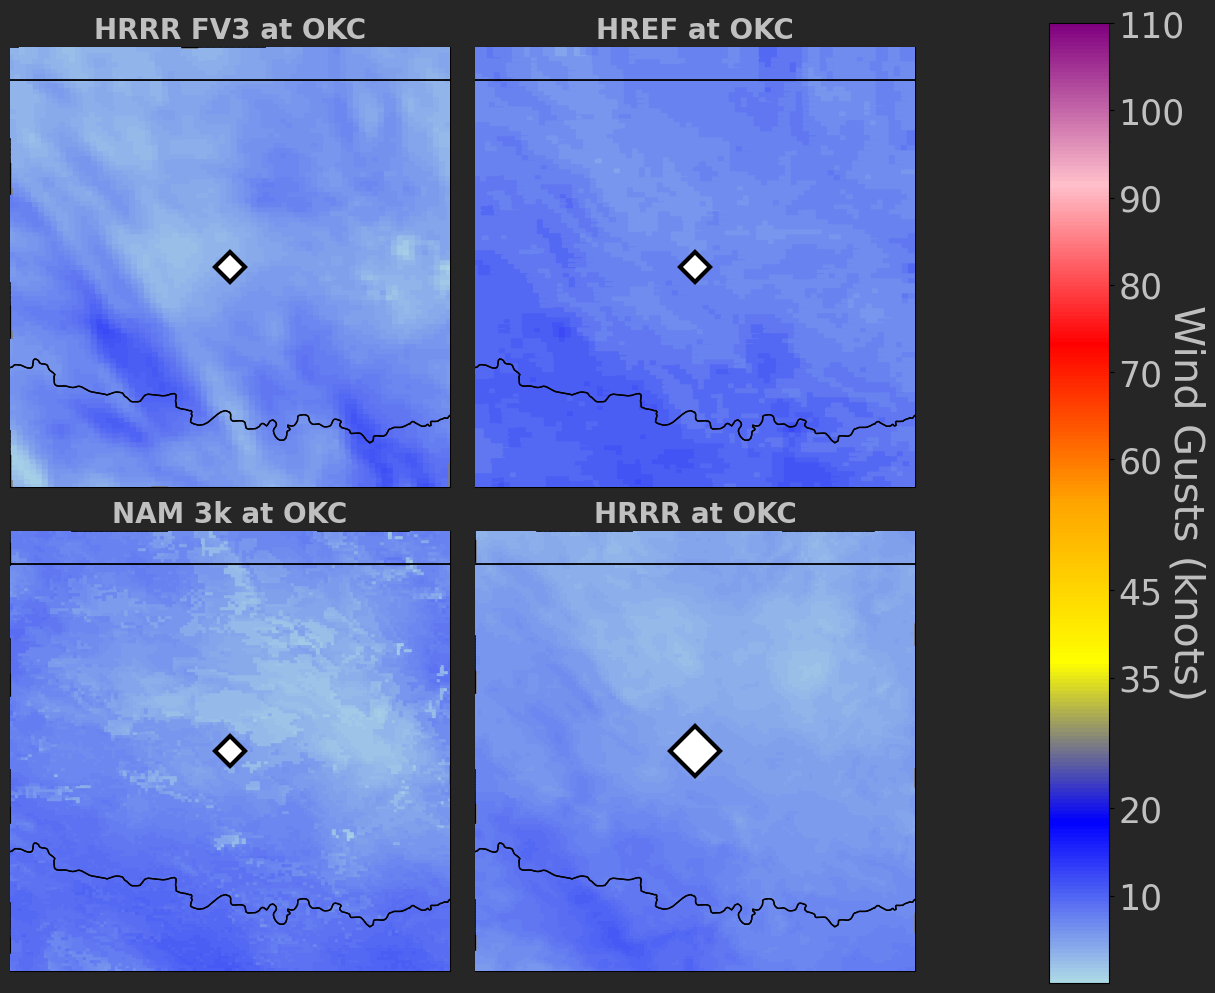 HRRR FV3 at OKC
HREF at OKC
NAM 3k at OKC
HRRR at OKC
110
100
90
80
70
60
45
35
20
10
Wind Gusts (knots)